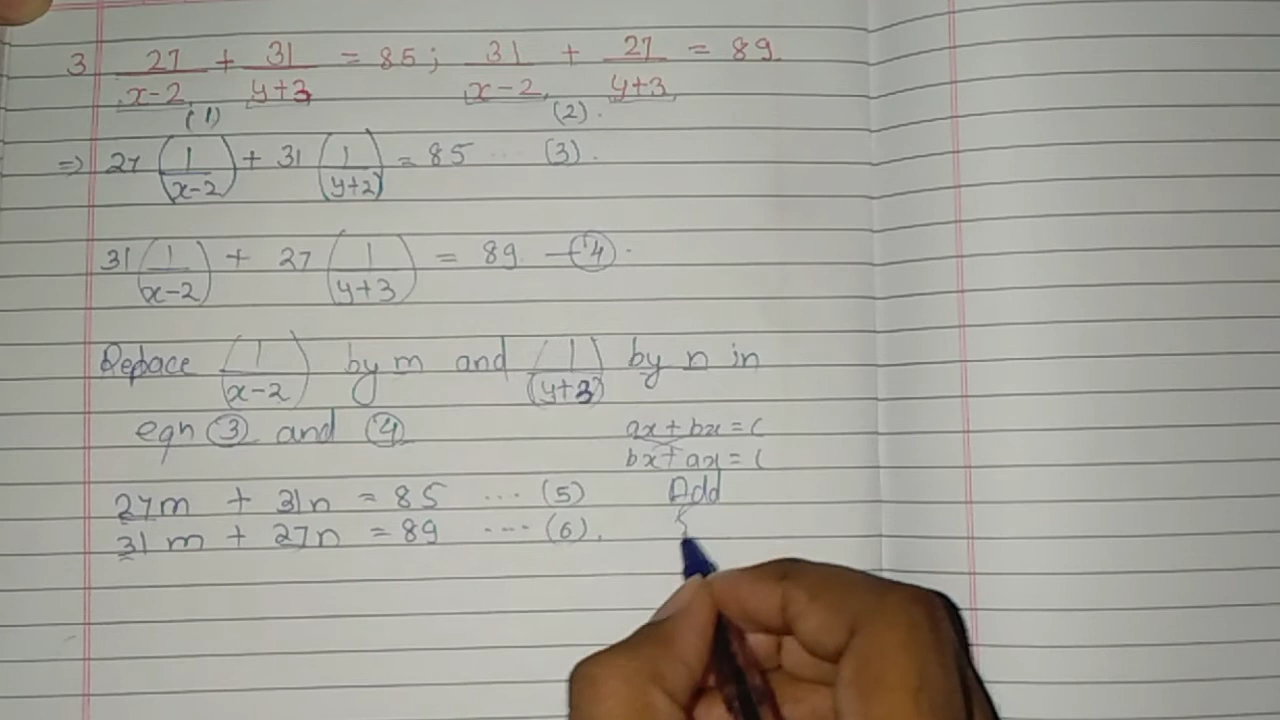 3 27/x-2 + 31/y+3 = 85; 31/x-2 + 27/y+3 = 89
(1) (2).
⇒ 27 (1/x-2) + 31 (1/y+2) = 85 ... (3).
31 (1/x-2) + 27 (1/y+3) = 89 — ④.
Replace (1/x-2) by m and (1/y+3) by n in
eqn ③ and ④
ax + bx = c
bx + ax = c
27m + 31n = 85 .... (5) Add
31m + 27n = 89 .... (6).